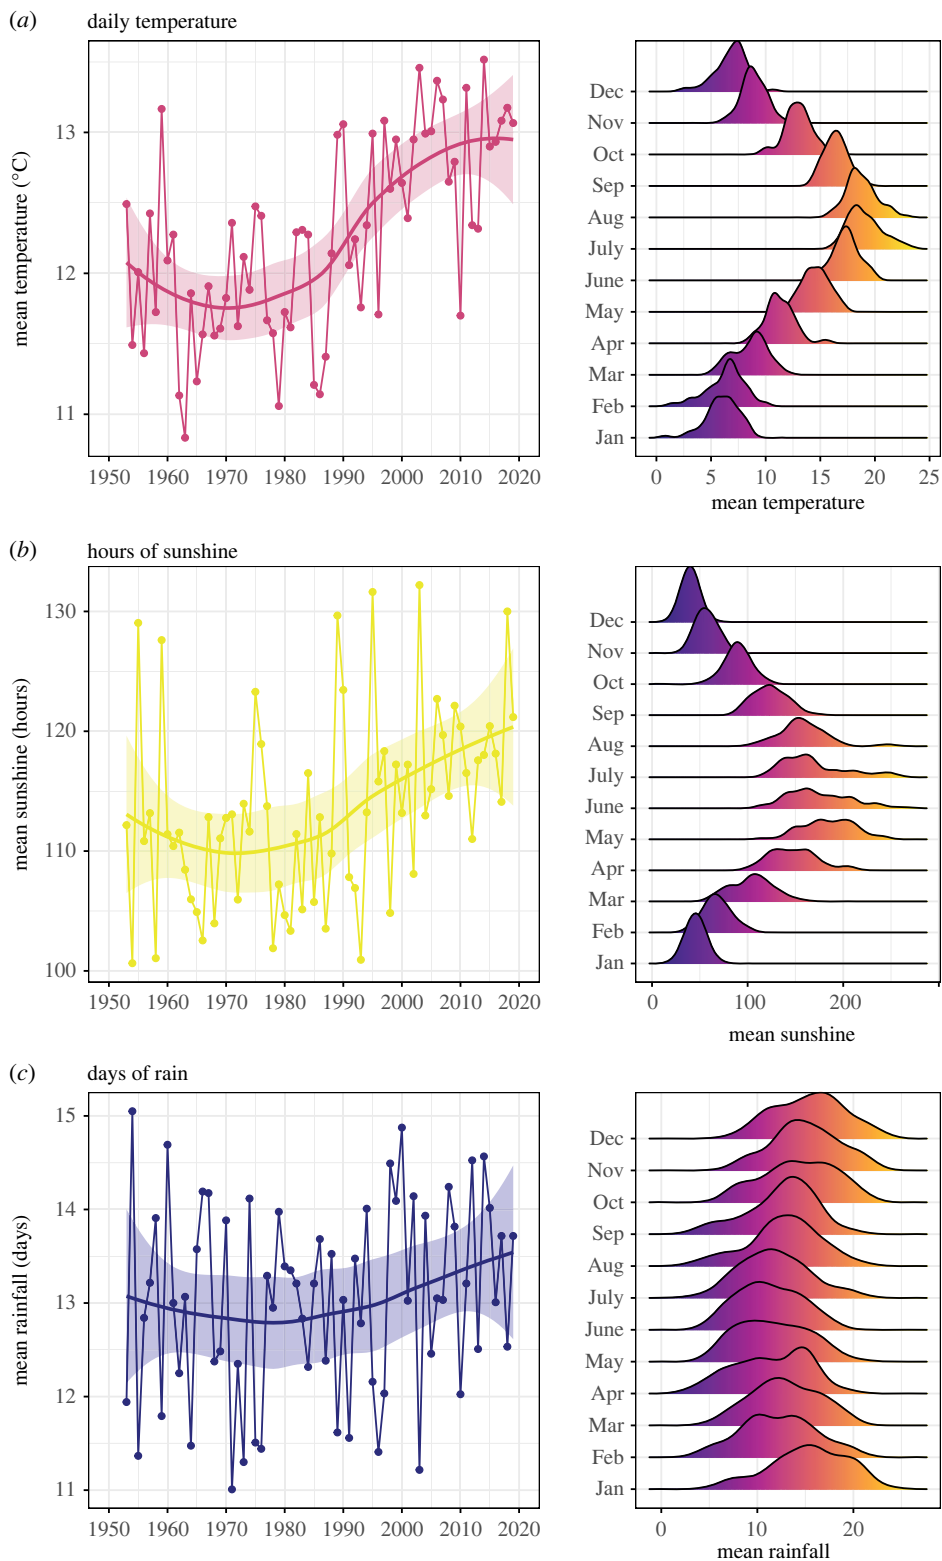 (a)
daily temperature
mean temperature (°C)
13
12
11
1950 1960 1970 1980 1990 2000 2010 2020
Dec
Nov
Oct
Sep
Aug
July
June
May
Apr
Mar
Feb
Jan
0 5 10 15 20 25
mean temperature
(b)
hours of sunshine
mean sunshine (hours)
130
120
110
100
1950 1960 1970 1980 1990 2000 2010 2020
Dec
Nov
Oct
Sep
Aug
July
June
May
Apr
Mar
Feb
Jan
0 100 200
mean sunshine
(c)
days of rain
mean rainfall (days)
15
14
13
12
11
1950 1960 1970 1980 1990 2000 2010 2020
Dec
Nov
Oct
Sep
Aug
July
June
May
Apr
Mar
Feb
Jan
0 10 20
mean rainfall